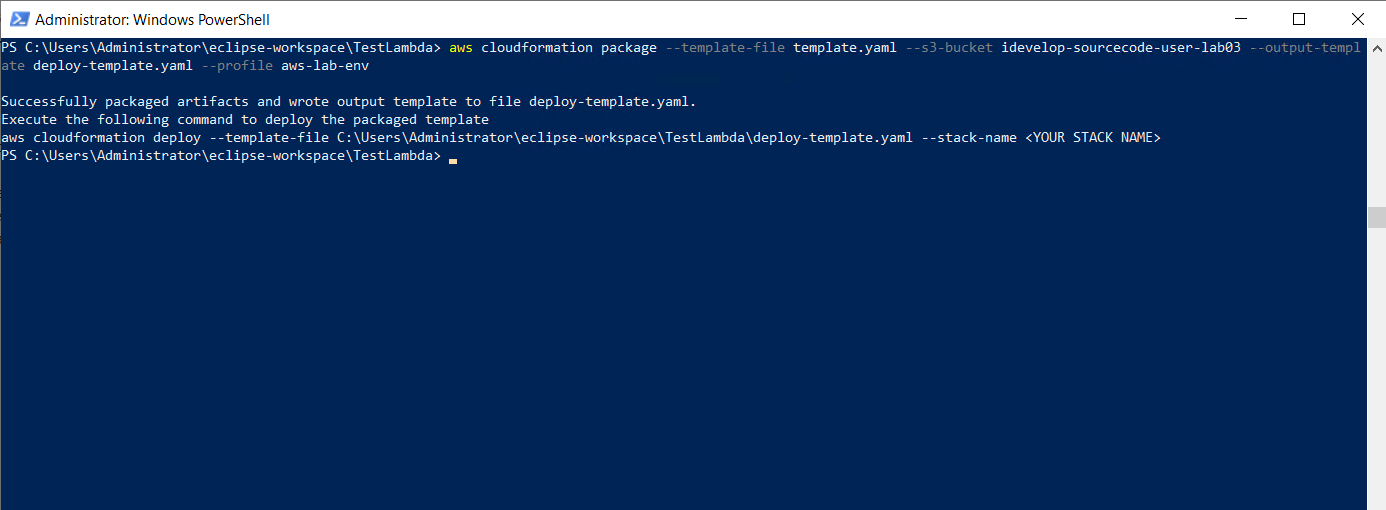 Administrator: Windows PowerShell
PS C:\Users\Administrator\eclipse-workspace\TestLambda> aws cloudformation package --template-file template.yaml --s3-bucket idevelop-sourcecode-user-lab03 --output-templ
ate deploy-template.yaml --profile aws-lab-env
Successfully packaged artifacts and wrote output template to file deploy-template.yaml.
Execute the following command to deploy the packaged template
aws cloudformation deploy --template-file C:\Users\Administrator\eclipse-workspace\TestLambda\deploy-template.yaml --stack-name <YOUR STACK NAME>
PS C:\Users\Administrator\eclipse-workspace\TestLambda>